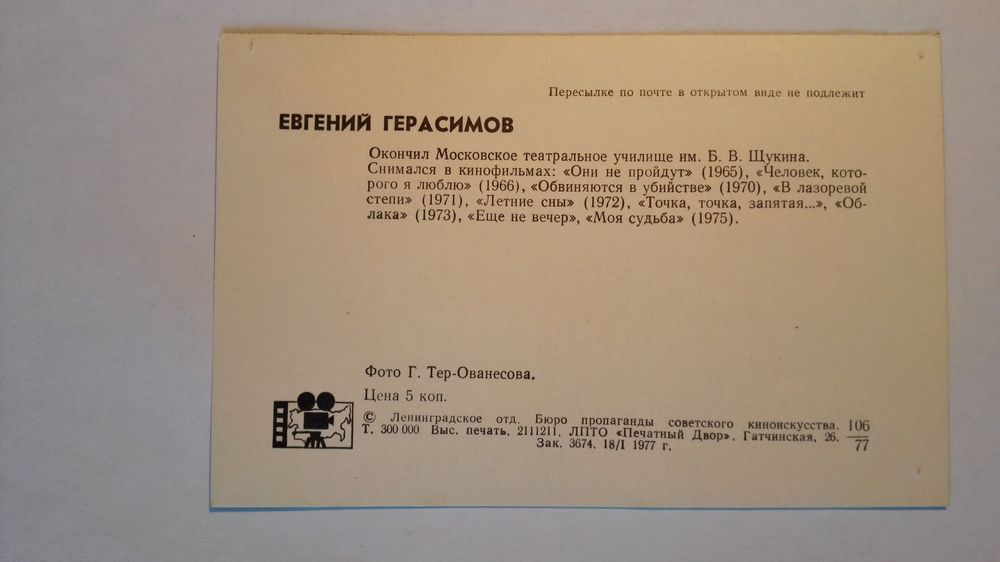 Пересылке по почте в открытом виде не подлежит
ЕВГЕНИЙ ГЕРАСИМОВ
Окончил Московское театральное училище им. Б. В. Щукина.
Снимался в кинофильмах: «Они не пройдут» (1965), «Человек, кото-
рого я люблю» (1966), «Обвиняются в убийстве» (1970), «В лазоревой
степи» (1971), «Летние сны» (1972), «Точка, точка, запятая...», «Об-
лака» (1973), «Еще не вечер», «Моя судьба» (1975).
Фото Г. Тер-Ованесова.
Цена 5 коп.
© Ленинградское отд. Бюро пропаганды советского киноискусства. 106
Т. 300 000. Выс. печать. 2111211. ЛПТО «Печатный Двор». Гатчинская, 26. 77
Зак. 3674. 18/I 1977 г.